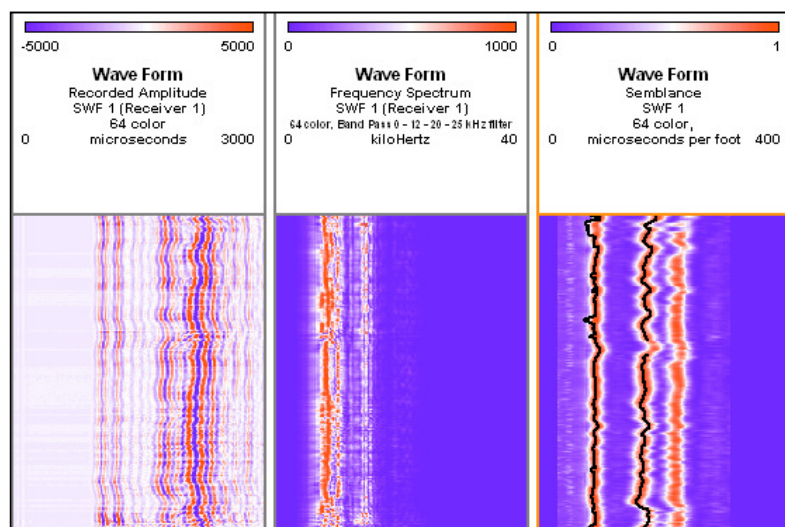 -5000 5000
Wave Form
Recorded Amplitude
SWF 1 (Receiver 1)
64 color
0 microseconds 3000
0 1000
Wave Form
Frequency Spectrum
SWF 1 (Receiver 1)
64 color, Band Pass 0 - 12 - 20 - 25 kHz filter
0 kiloHertz 40
0 1
Wave Form
Semblance
SWF 1
64 color,
0 microseconds per foot 400